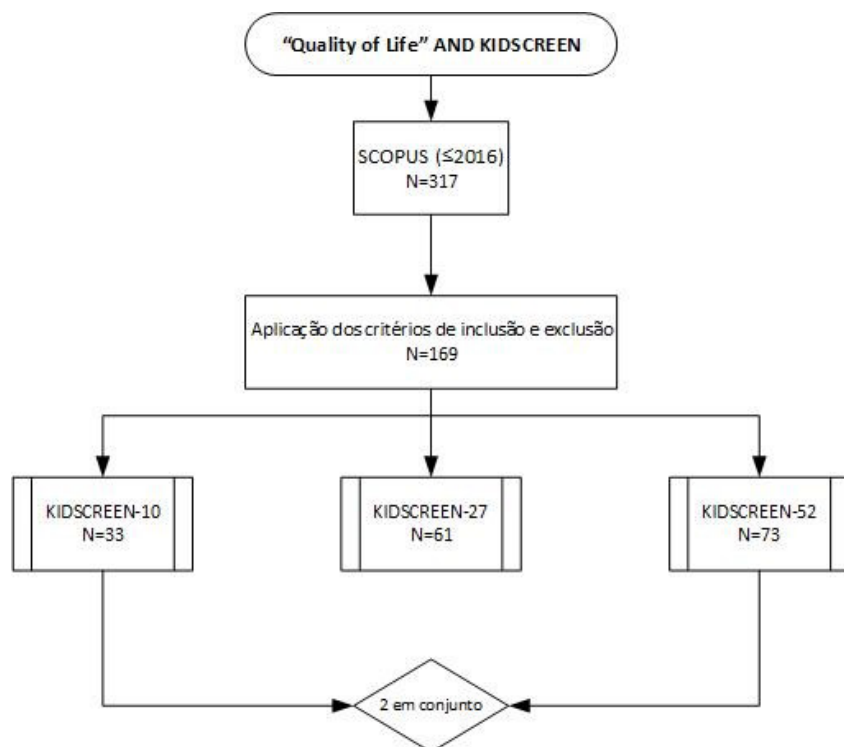 “Quality of Life” AND KIDSCREEN
SCOPUS (≤2016)
N=317
Aplicação dos critérios de inclusão e exclusão
N=169
KIDSCREEN-10
N=33
KIDSCREEN-27
N=61
KIDSCREEN-52
N=73
2 em conjunto